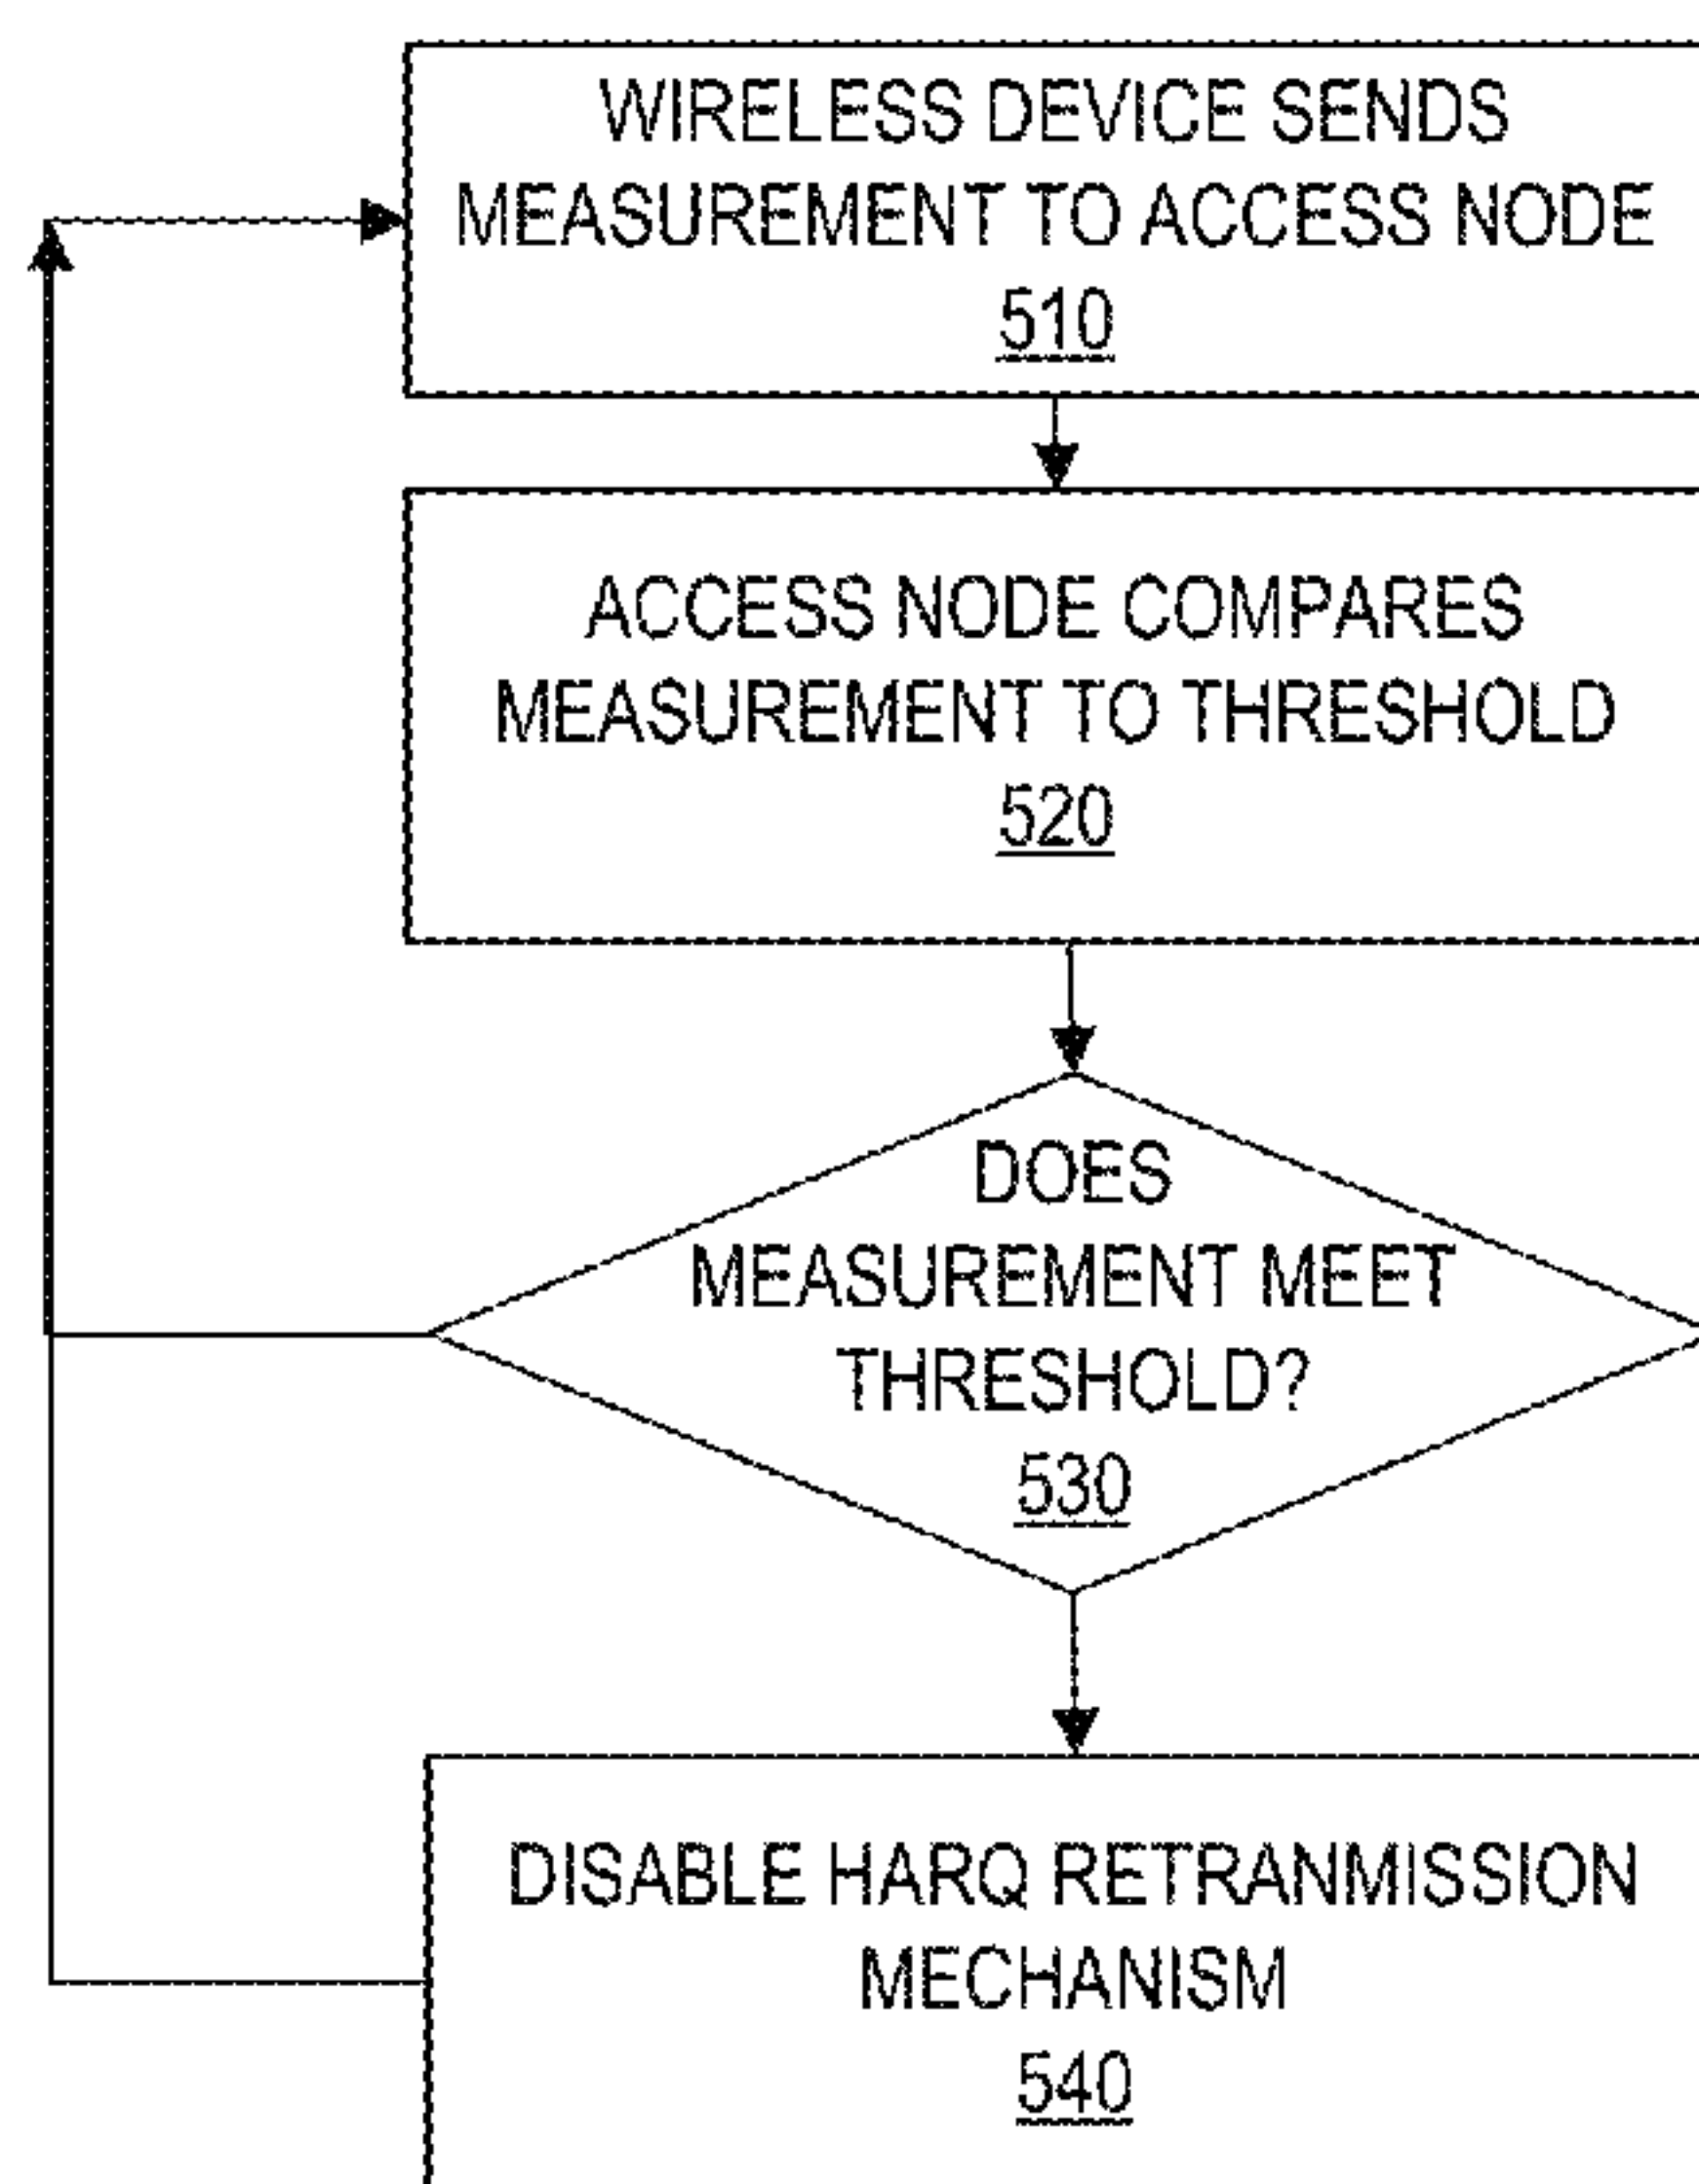 WIRELESS DEVICE SENDS
MEASUREMENT TO ACCESS NODE
510
ACCESS NODE COMPARES
MEASUREMENT TO THRESHOLD
520
DOES
MEASUREMENT MEET
THRESHOLD?
530
DISABLE HARQ RETRANMISSION
MECHANISM
540